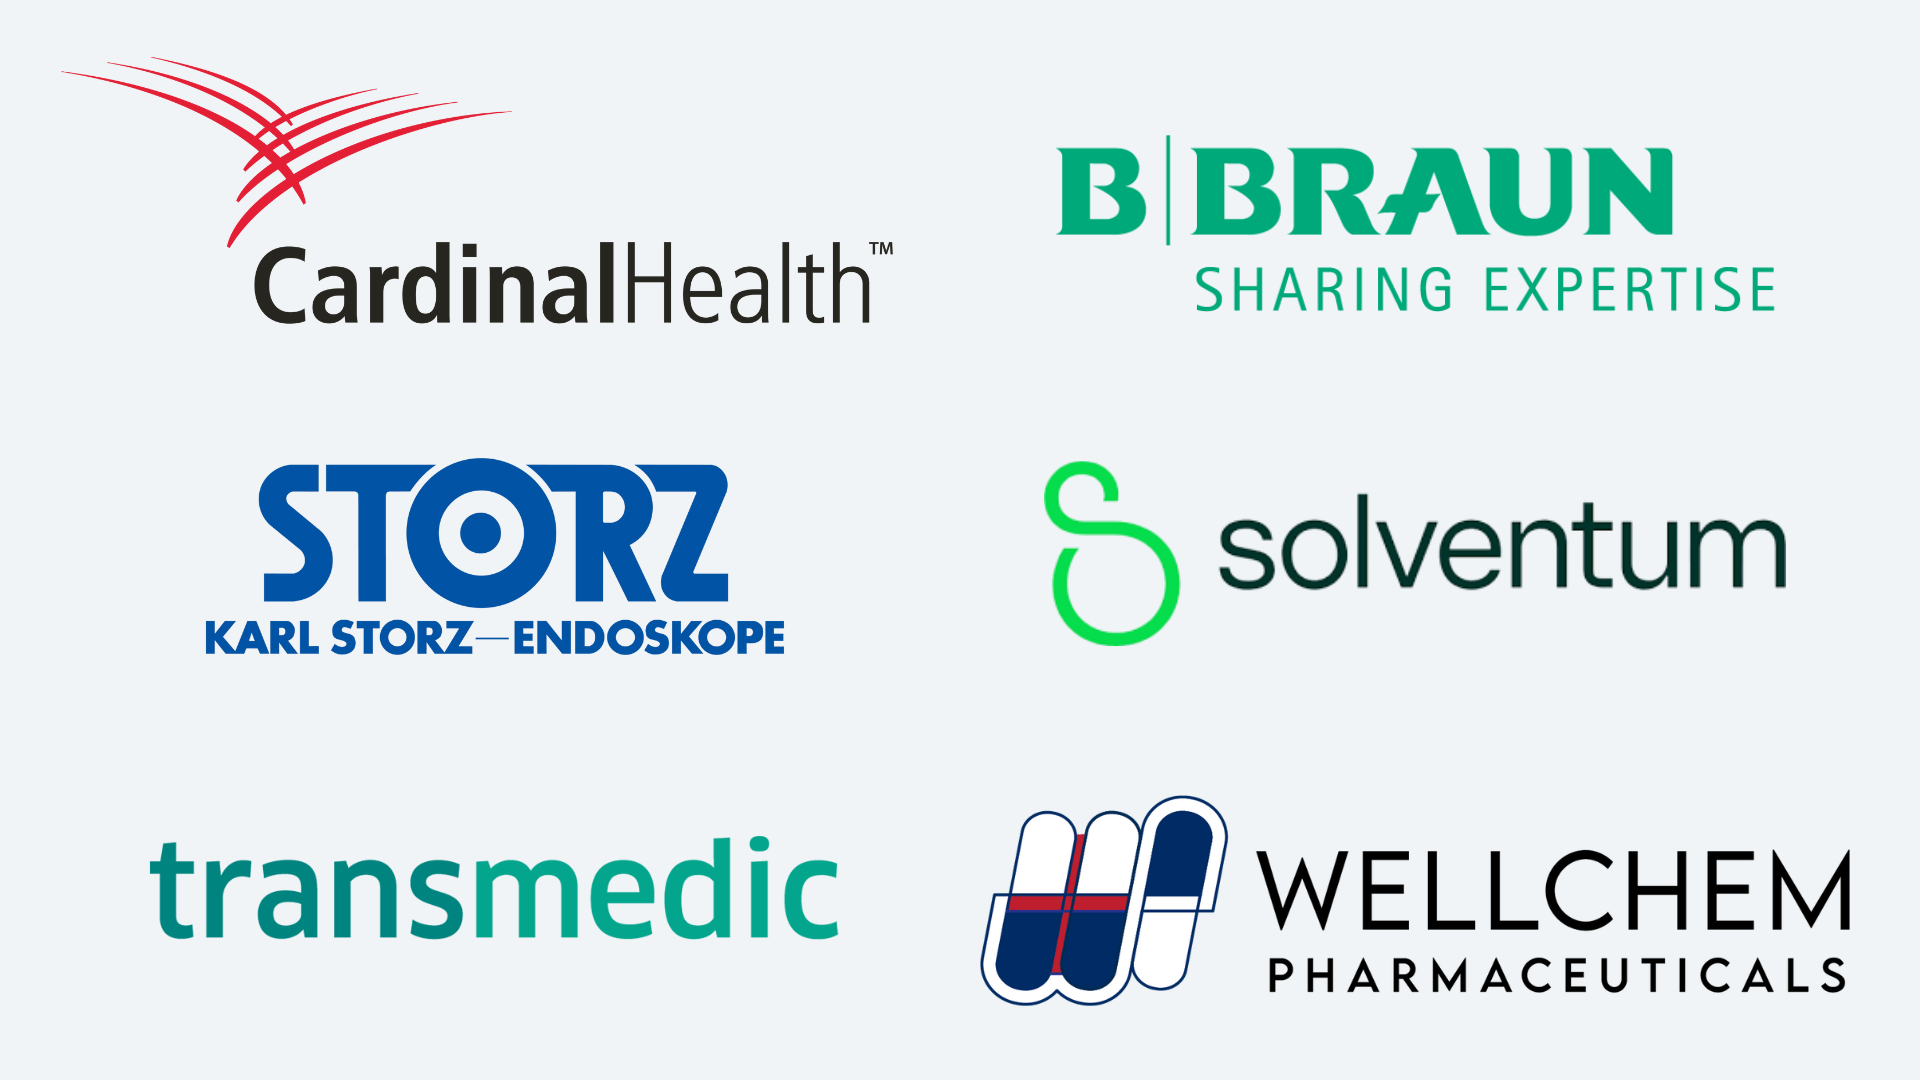 CardinalHealth™
B BRAUN
SHARING EXPERTISE
STORZ
KARL STORZ—ENDOSKOPE
solventum
transmedic
WELLCHEM
PHARMACEUTICALS